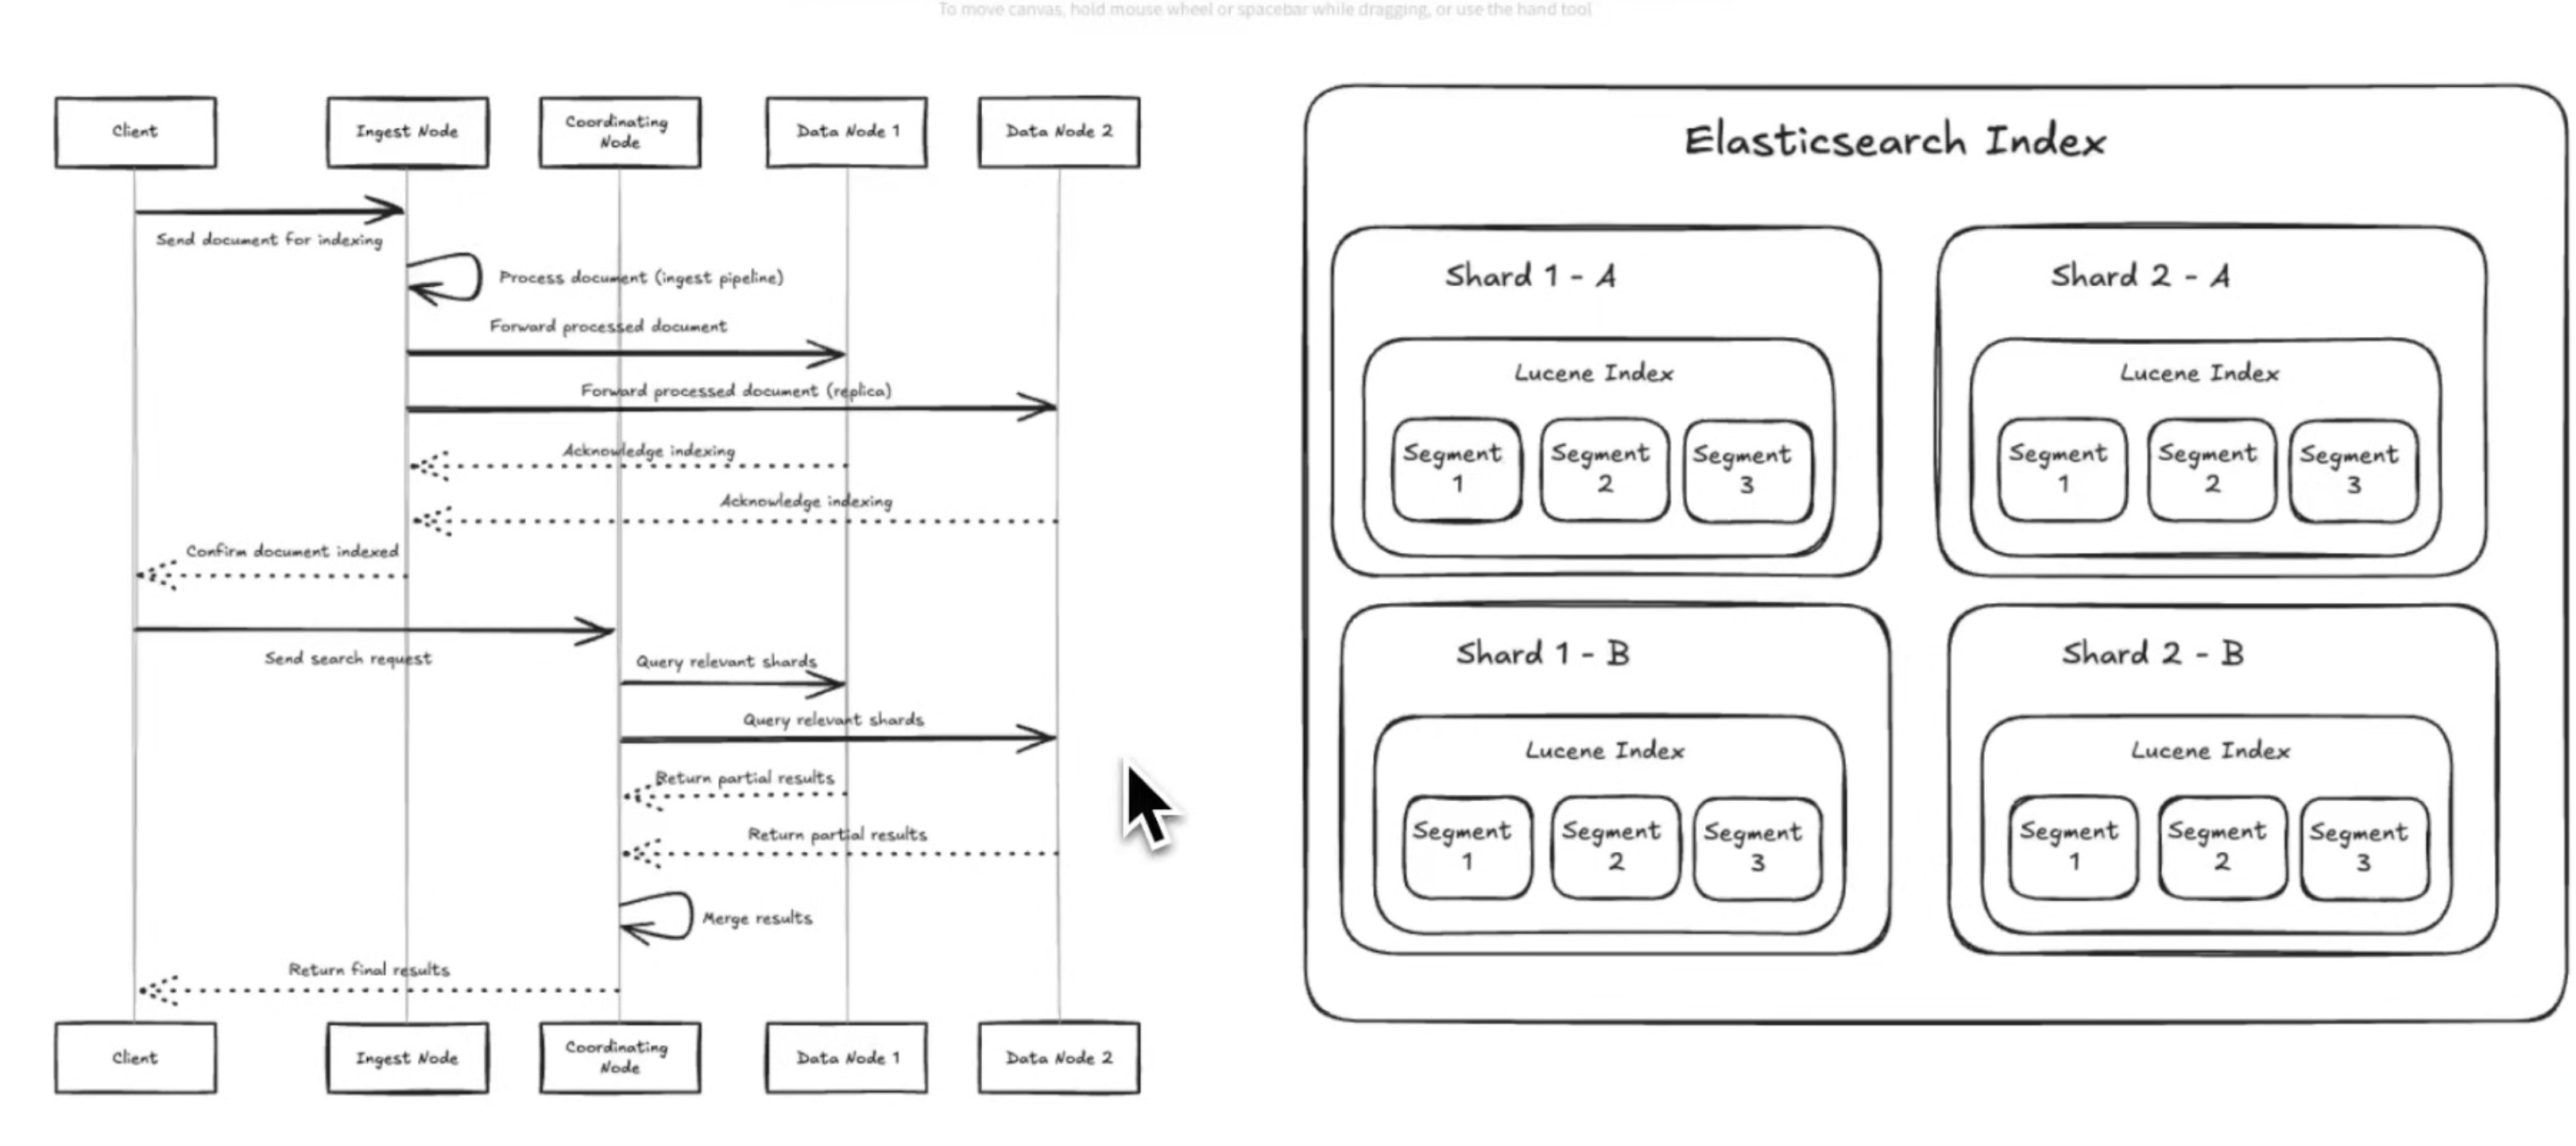 To move canvas, hold mouse wheel or spacebar while dragging, or use the hand tool
Client
Ingest Node
Coordinating
Node
Data Node 1
Data Node 2
Send document for indexing
Process document (ingest pipeline)
Forward processed document
Forward processed document (replica)
Acknowledge indexing
Acknowledge indexing
Confirm document indexed
Send search request
Query relevant shards
Query relevant shards
Return partial results
Return partial results
Merge results
Return final results
Client
Ingest Node
Coordinating
Node
Data Node 1
Data Node 2
Elasticsearch Index
Shard 1 - A
Lucene Index
Segment
1
Segment
2
Segment
3
Shard 2 - A
Lucene Index
Segment
1
Segment
2
Segment
3
Shard 1 - B
Lucene Index
Segment
1
Segment
2
Segment
3
Shard 2 - B
Lucene Index
Segment
1
Segment
2
Segment
3